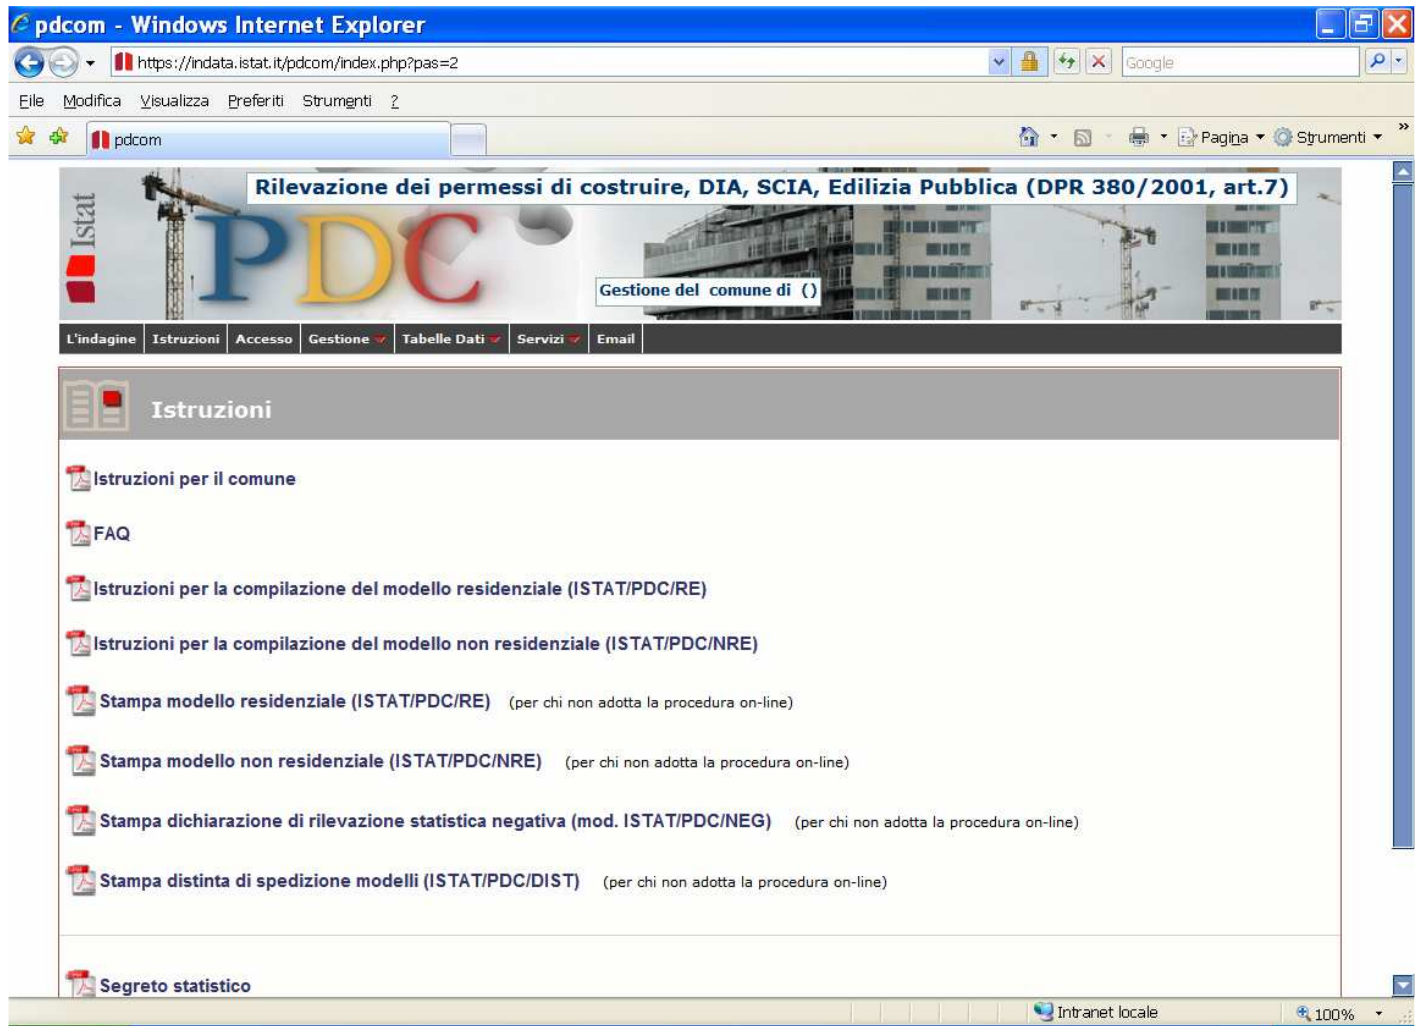 pdcom - Windows Internet Explorer
https://indata.istat.it/pdcom/index.php?pas=2
Google
File Modifica Visualizza Preferiti Strumenti ?
pdcom
Pagina Strumenti »
Istat
Rilevazione dei permessi di costruire, DIA, SCIA, Edilizia Pubblica (DPR 380/2001, art.7)
PDC
Gestione del comune di ()
L'indagine Istruzioni Accesso Gestione Tabelle Dati Servizi Email
Istruzioni
Istruzioni per il comune
FAQ
Istruzioni per la compilazione del modello residenziale (ISTAT/PDC/RE)
Istruzioni per la compilazione del modello non residenziale (ISTAT/PDC/NRE)
Stampa modello residenziale (ISTAT/PDC/RE) (per chi non adotta la procedura on-line)
Stampa modello non residenziale (ISTAT/PDC/NRE) (per chi non adotta la procedura on-line)
Stampa dichiarazione di rilevazione statistica negativa (mod. ISTAT/PDC/NEG) (per chi non adotta la procedura on-line)
Stampa distinta di spedizione modelli (ISTAT/PDC/DIST) (per chi non adotta la procedura on-line)
Segreto statistico
Intranet locale 100%